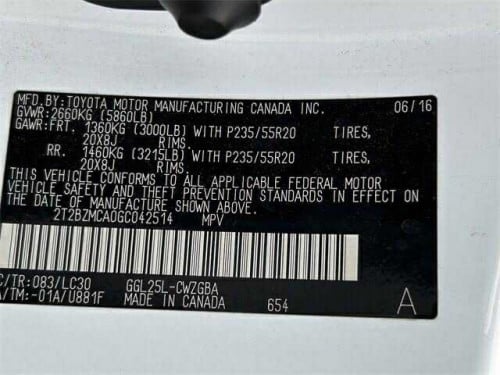 MFD.BY:TOYOTA MOTOR MANUFACTURING CANADA INC. 06/16
GVWR:2660KG (5860LB)
GAWR:FRT. 1360KG (3000LB) WITH P235/55R20 TIRES,
20X8J RIMS.
RR. 1460KG (3215LB) WITH P235/55R20 TIRES,
20X8J RIMS.
THIS VEHICLE CONFORMS TO ALL APPLICABLE FEDERAL MOTOR
VEHICLE SAFETY AND THEFT PREVENTION STANDARDS IN EFFECT ON
THE DATE OF MANUFACTURE SHOWN ABOVE.
2T2BZMCA0GC042514 MPV
C/TR:083/LC30 GGL25L-CWZGBA
A/TM:-01A/U881F MADE IN CANADA 654 A